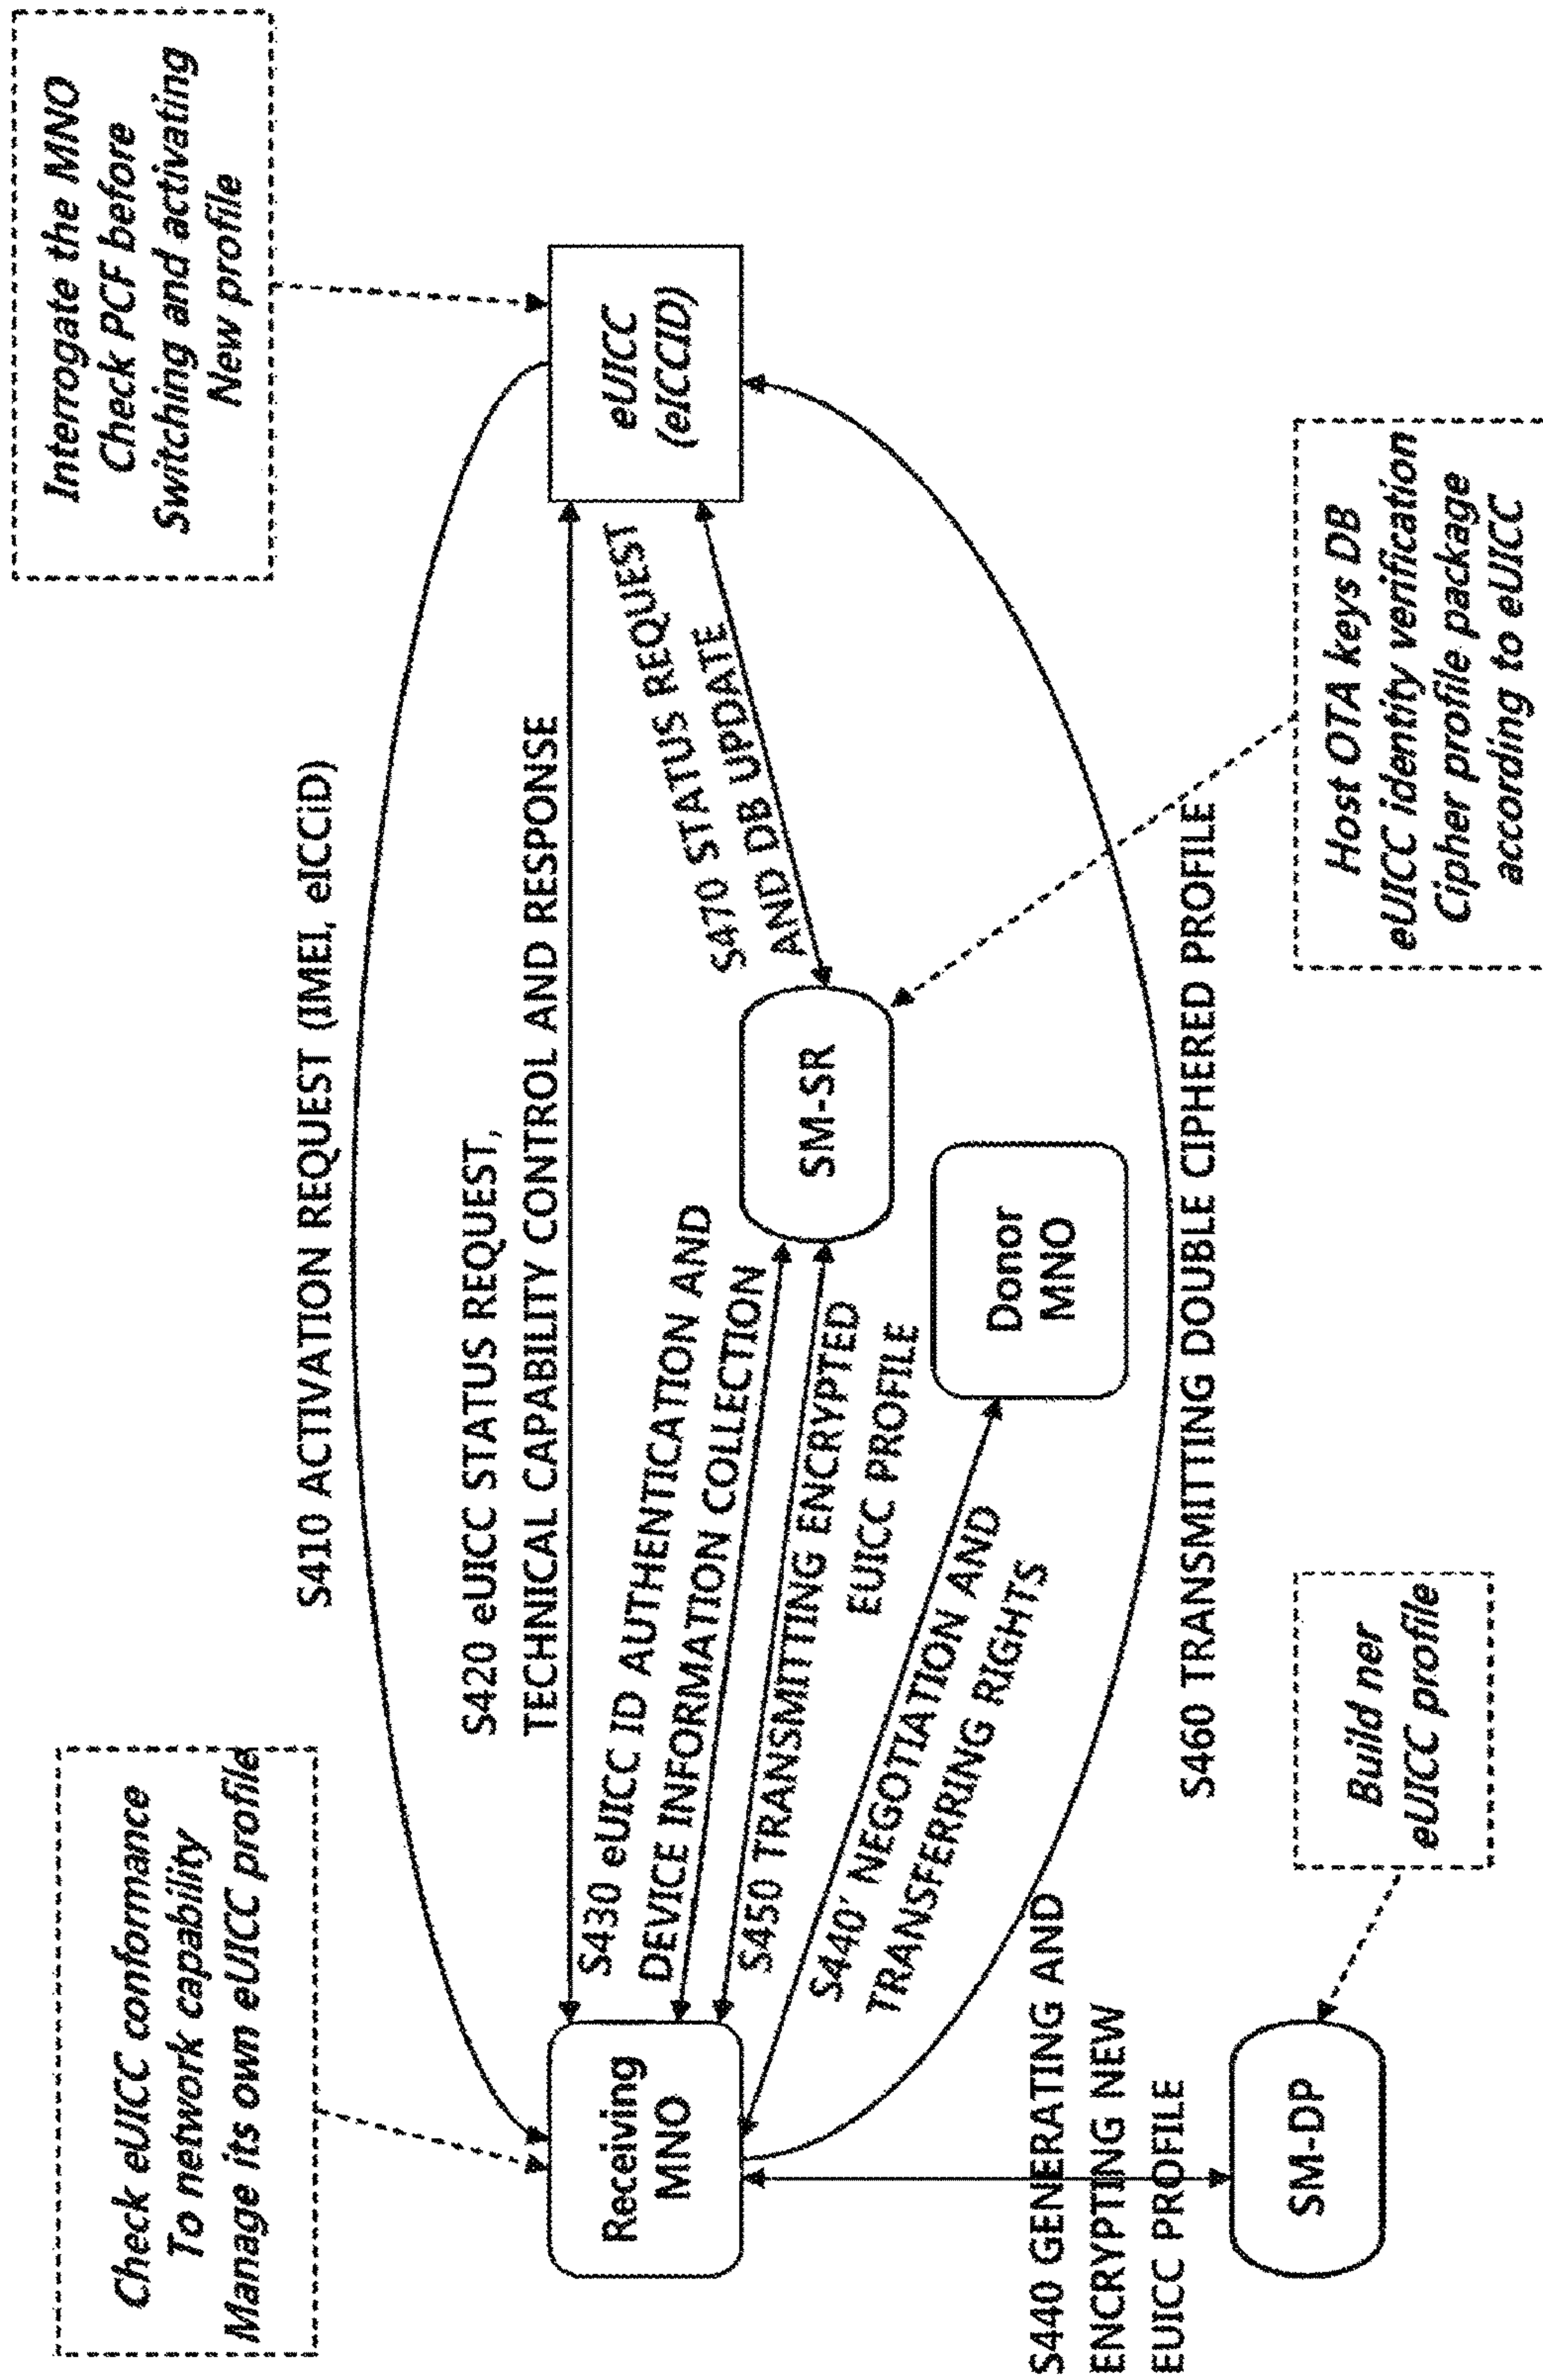 Check eUICC conformance
To network capability
Manage its own eUICC profile
Interrogate the MNO
Check PCF before
Switching and activating
New profile
S410 ACTIVATION REQUEST (IMEI, eICCiD)
S420 eUICC STATUS REQUEST,
TECHNICAL CAPABILITY CONTROL AND RESPONSE
Receiving
MNO
eUICC
(eICCID))
S430 eUICC ID AUTHENTICATION AND
DEVICE INFORMATION COLLECTION
S470 STATUS REQUEST
AND DB UPDATE
S450 TRANSMITTING ENCRYPTED
EUICC PROFILE
SM-SR
S440' NEGOTIATION AND
TRANSFERRING RIGHTS
Donor
MNO
S440 GENERATING AND
ENCRYPTING NEW
EUICC PROFILE
S460 TRANSMITTING DOUBLE CIPHERED PROFILE
SM-DP
Build ner
eUICC profile
Host OTA keys DB
eUICC identity verification
Cipher profile package
according to eUICC